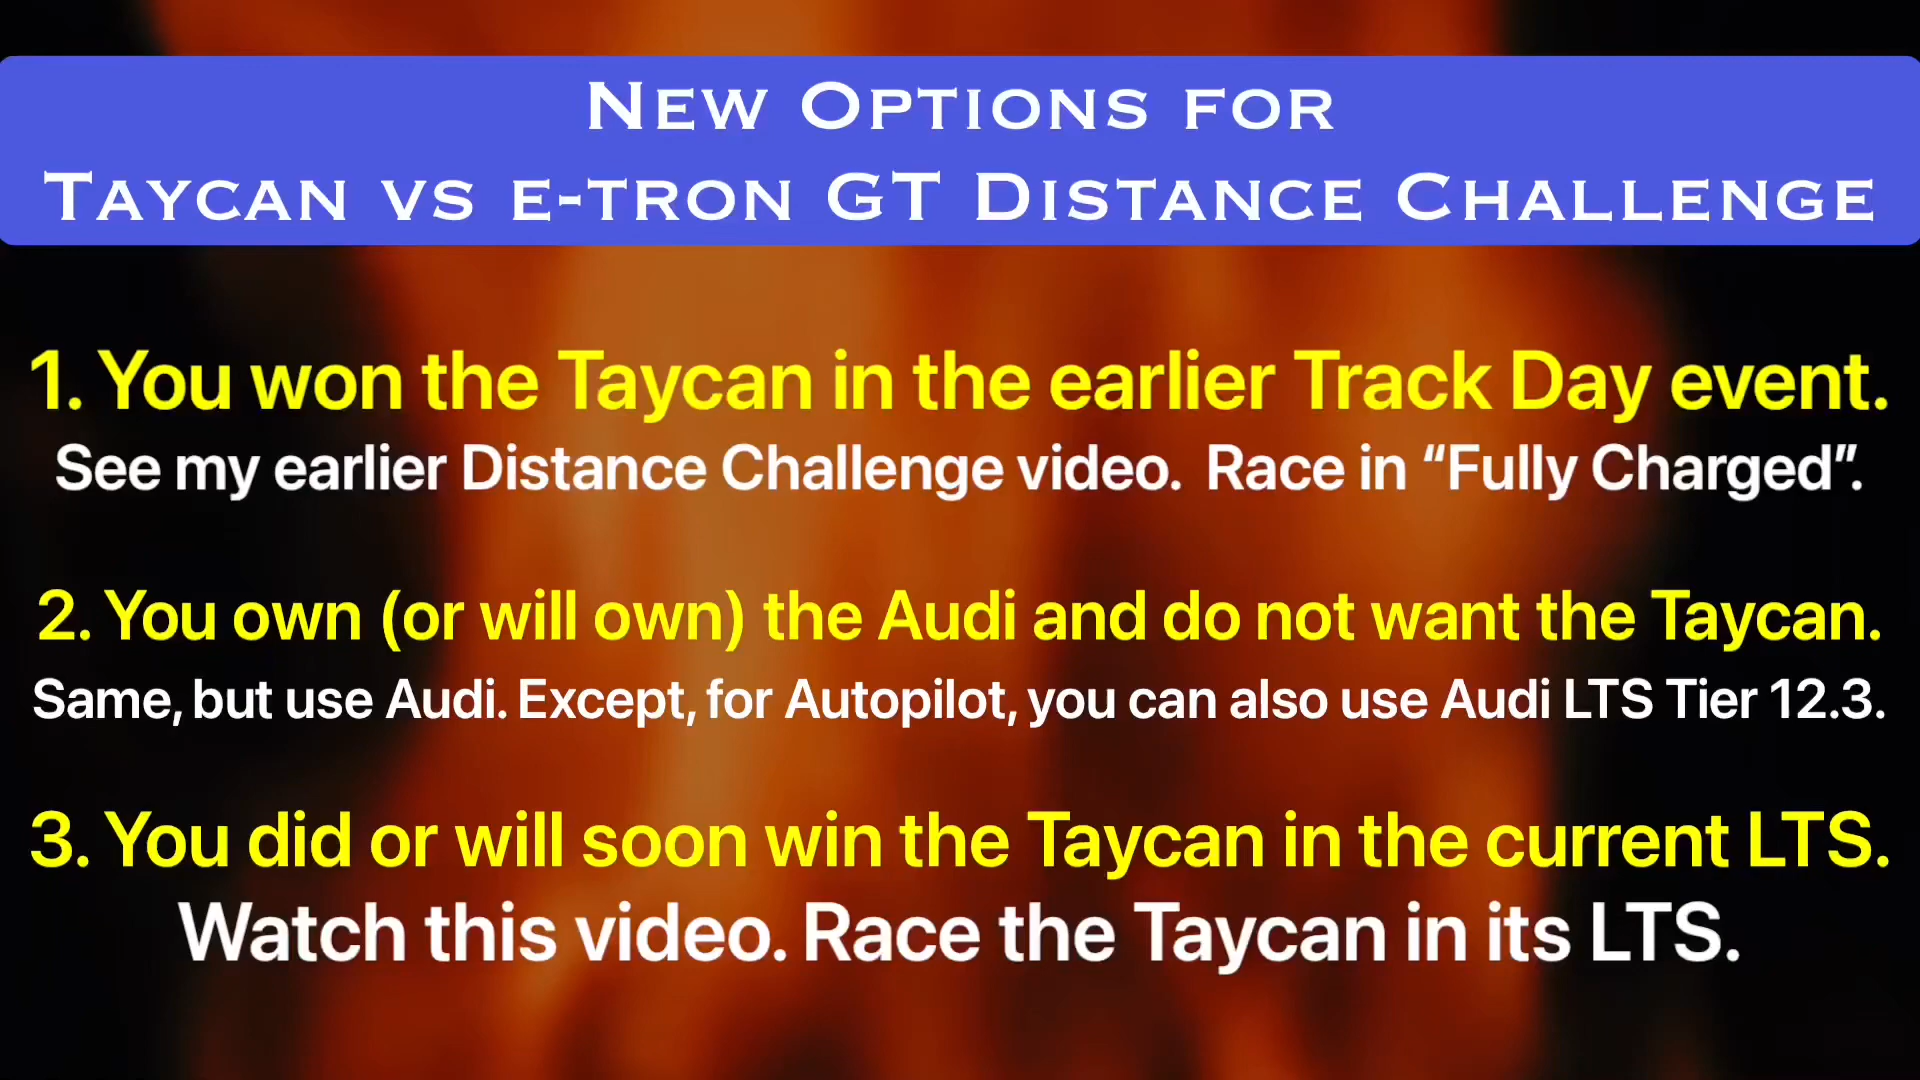 New Options for
Taycan vs e-tron GT Distance Challenge
1. You won the Taycan in the earlier Track Day event.
See my earlier Distance Challenge video. Race in “Fully Charged”.
2. You own (or will own) the Audi and do not want the Taycan.
Same, but use Audi. Except, for Autopilot, you can also use Audi LTS Tier 12.3.
3. You did or will soon win the Taycan in the current LTS.
Watch this video. Race the Taycan in its LTS.